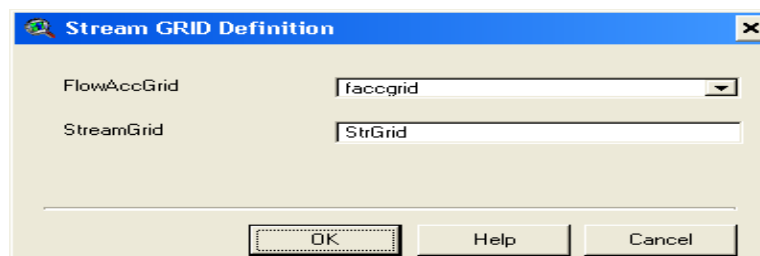 Stream GRID Definition
FlowAccGrid faccgrid
StreamGrid StrGrid
OK Help Cancel